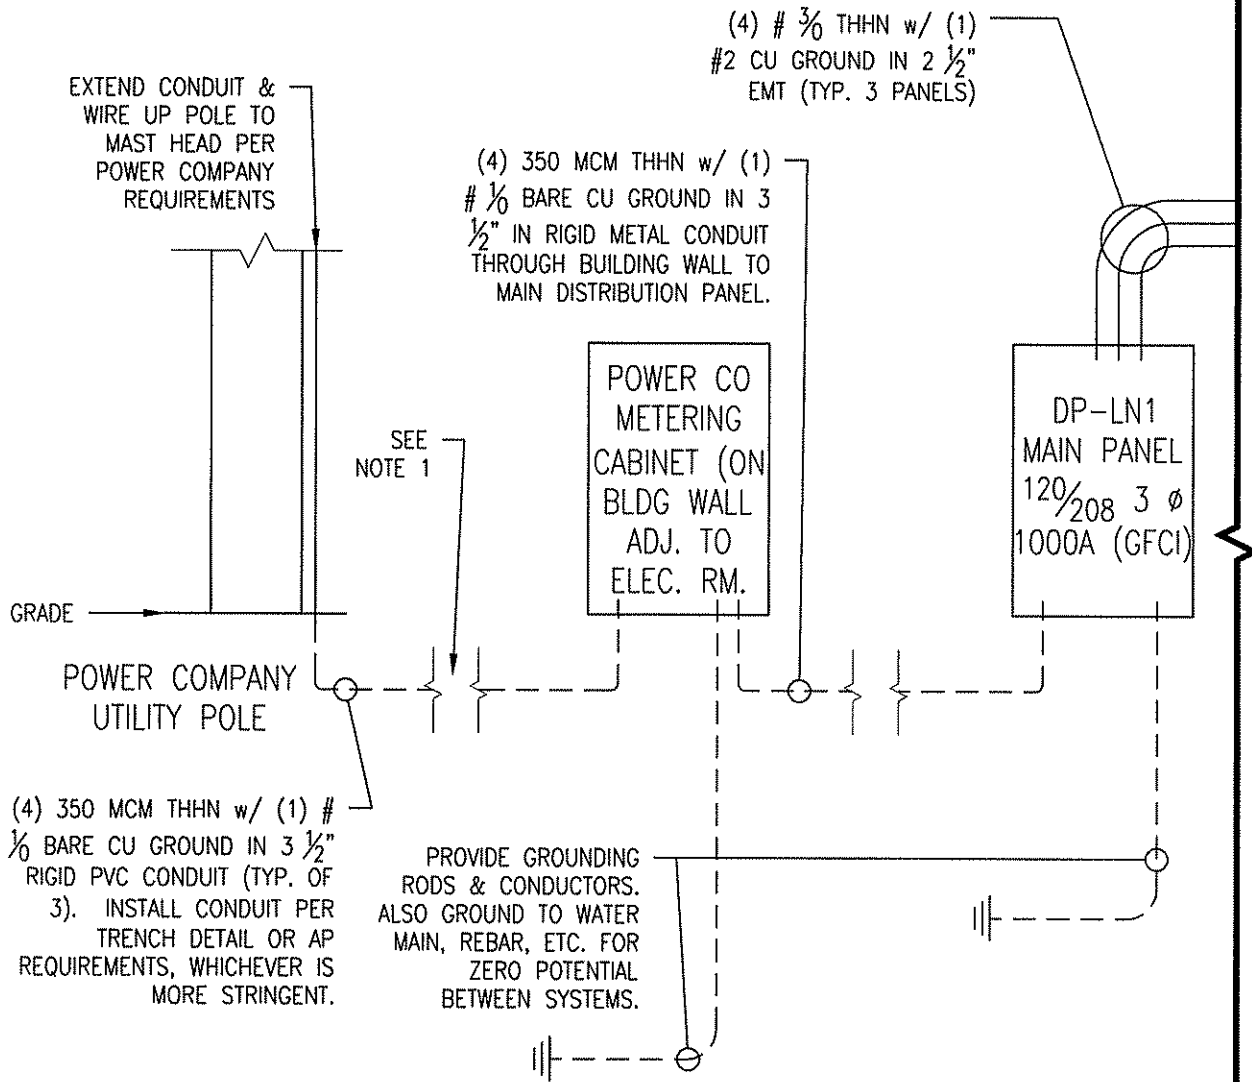 (4) # 3/0 THHN w/ (1)
#2 CU GROUND IN 2 1/2"
EMT (TYP. 3 PANELS)
EXTEND CONDUIT &
WIRE UP POLE TO
MAST HEAD PER
POWER COMPANY
REQUIREMENTS
(4) 350 MCM THHN w/ (1)
# 1/0 BARE CU GROUND IN 3
1/2" IN RIGID METAL CONDUIT
THROUGH BUILDING WALL TO
MAIN DISTRIBUTION PANEL.
POWER CO
METERING
CABINET (ON
BLDG WALL
ADJ. TO
ELEC. RM.
DP-LN1
MAIN PANEL
120/208 3 ø
1000A (GFCI)
SEE
NOTE 1
GRADE
POWER COMPANY
UTILITY POLE
(4) 350 MCM THHN w/ (1) #
1/0 BARE CU GROUND IN 3 1/2"
RIGID PVC CONDUIT (TYP. OF
3). INSTALL CONDUIT PER
TRENCH DETAIL OR AP
REQUIREMENTS, WHICHEVER IS
MORE STRINGENT.
PROVIDE GROUNDING
RODS & CONDUCTORS.
ALSO GROUND TO WATER
MAIN, REBAR, ETC. FOR
ZERO POTENTIAL
BETWEEN SYSTEMS.